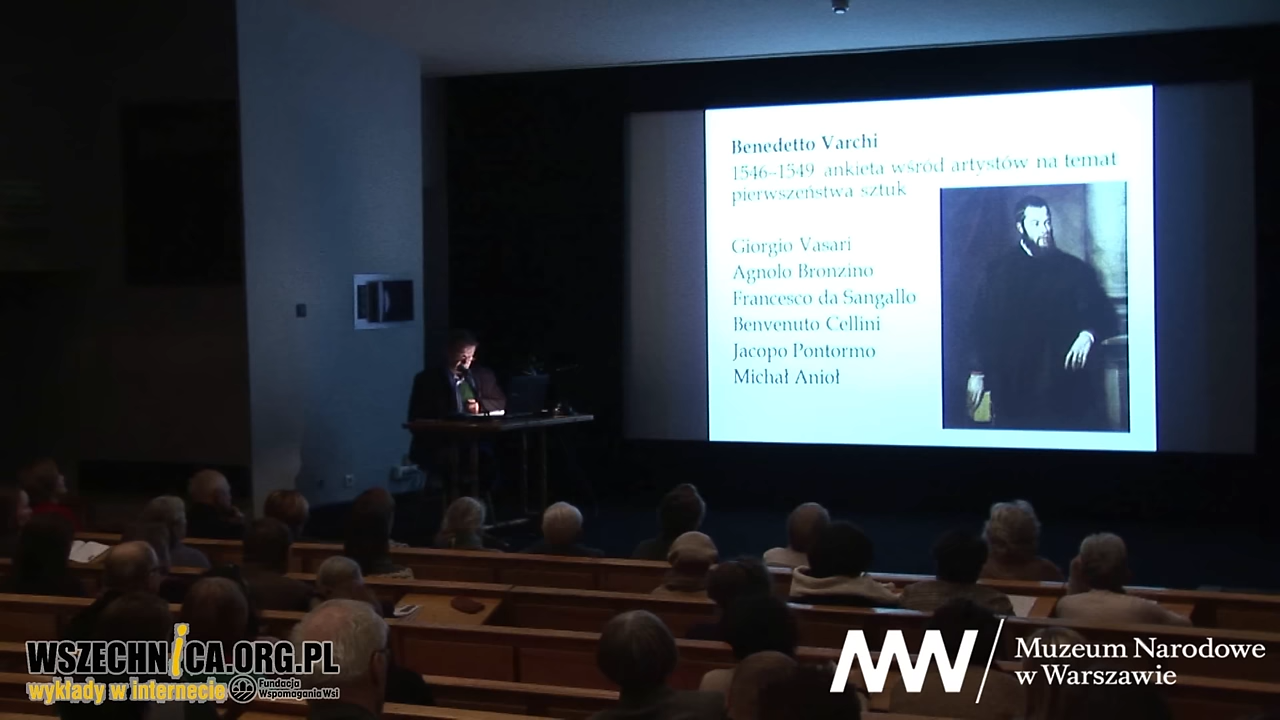 Benedetto Varchi
1546–1549 ankieta wśród artystów na temat
pierwszeństwa sztuk
Giorgio Vasari
Agnolo Bronzino
Francesco da Sangallo
Benvenuto Cellini
Jacopo Pontormo
Michał Anioł
WSZECHNICA.ORG.PL
wykłady w internecie
Fundacja
Wspomagania Wsi
Muzeum Narodowe
w Warszawie